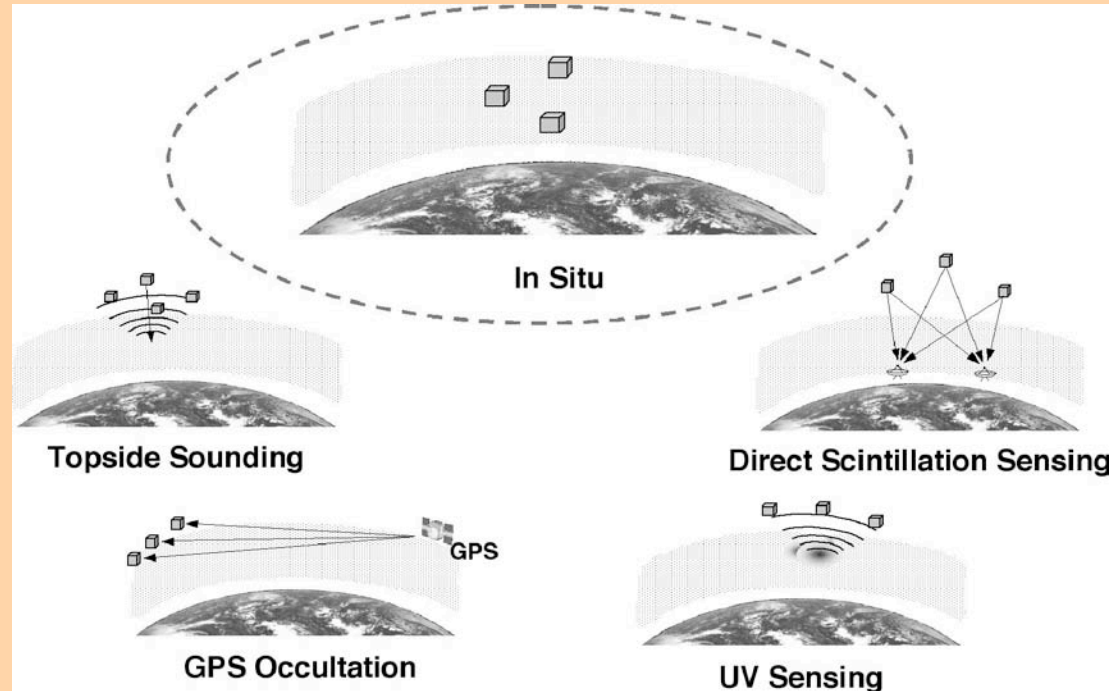 In Situ
Topside Sounding
Direct Scintillation Sensing
GPS
GPS Occultation
UV Sensing